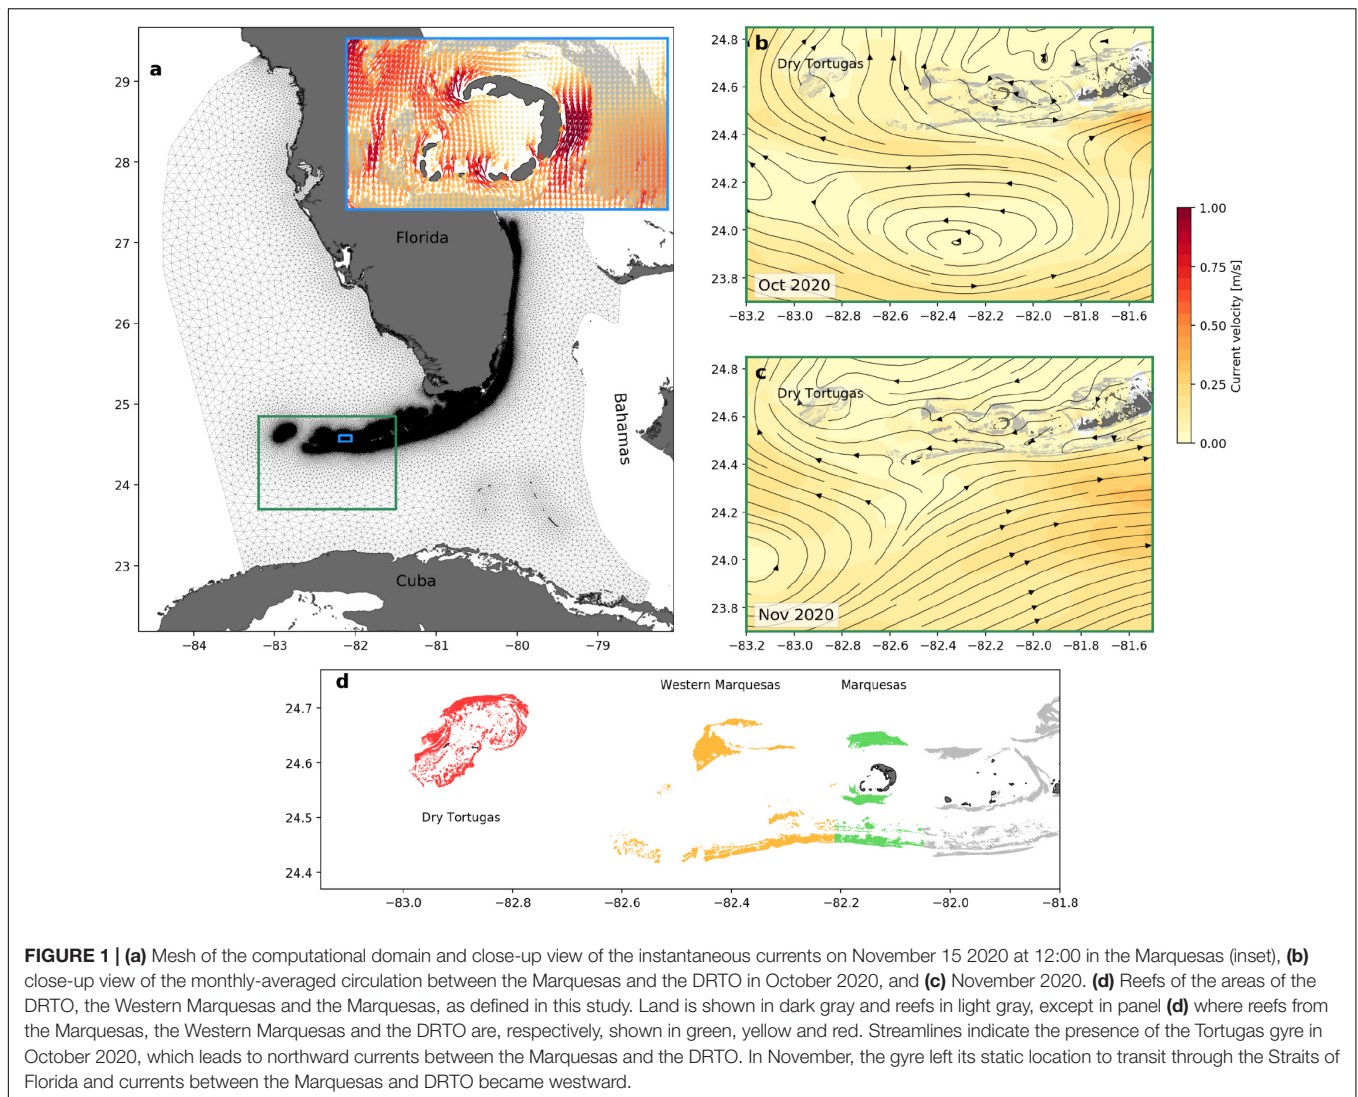 a
29
28
27
26
25
24
23
−84
−83
−82
−81
−80
−79
Florida
Bahamas
Cuba
b
24.8
24.6
24.4
24.2
24.0
23.8
Dry Tortugas
Oct 2020
−83.2
−83.0
−82.8
−82.6
−82.4
−82.2
−82.0
−81.8
−81.6
c
24.8
24.6
24.4
24.2
24.0
23.8
Dry Tortugas
Nov 2020
−83.2
−83.0
−82.8
−82.6
−82.4
−82.2
−82.0
−81.8
−81.6
1.00
0.75
0.50
0.25
0.00
Current velocity [m/s]
d
24.7
24.6
24.5
24.4
Western Marquesas
Marquesas
Dry Tortugas
−83.0
−82.8
−82.6
−82.4
−82.2
−82.0
−81.8
FIGURE 1 | (a) Mesh of the computational domain and close-up view of the instantaneous currents on November 15 2020 at 12:00 in the Marquesas (inset), (b)
close-up view of the monthly-averaged circulation between the Marquesas and the DRTO in October 2020, and (c) November 2020. (d) Reefs of the areas of the
DRTO, the Western Marquesas and the Marquesas, as defined in this study. Land is shown in dark gray and reefs in light gray, except in panel (d) where reefs from
the Marquesas, the Western Marquesas and the DRTO are, respectively, shown in green, yellow and red. Streamlines indicate the presence of the Tortugas gyre in
October 2020, which leads to northward currents between the Marquesas and the DRTO. In November, the gyre left its static location to transit through the Straits of
Florida and currents between the Marquesas and DRTO became westward.